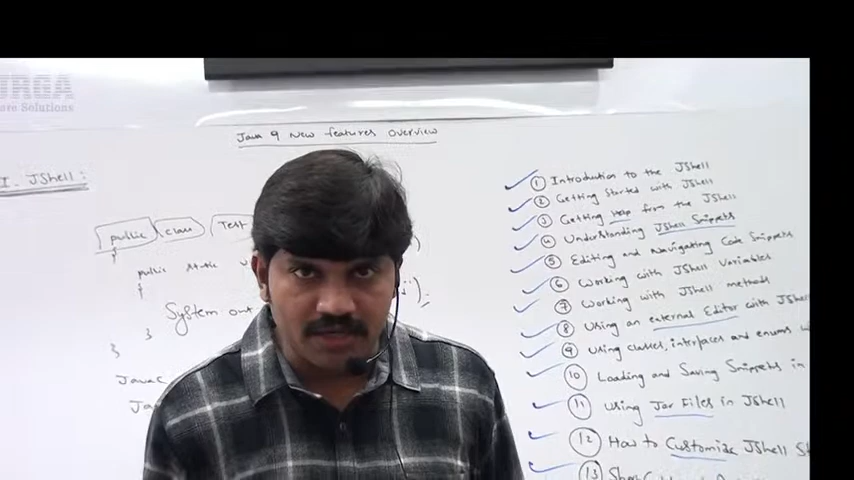 URGA
are Solutions
Java 9 New features Overview
I. JShell:
public class Test
public static
System out
Javac
① Introduction to the JShell
② Getting Started with JShell
③ Getting Help from the JShell
④ Understanding JShell Snippets
⑤ Editing and Navigating Code Snippets
⑥ Working with JShell Variables
⑦ Working with JShell methods
⑧ Using an external Editor with JShell
⑨ Using classes, interfaces and enums
⑩ Loading and Saving Snippets in
⑪ Using Jar Files in JShell
⑫ How to Customize JShell
⑬